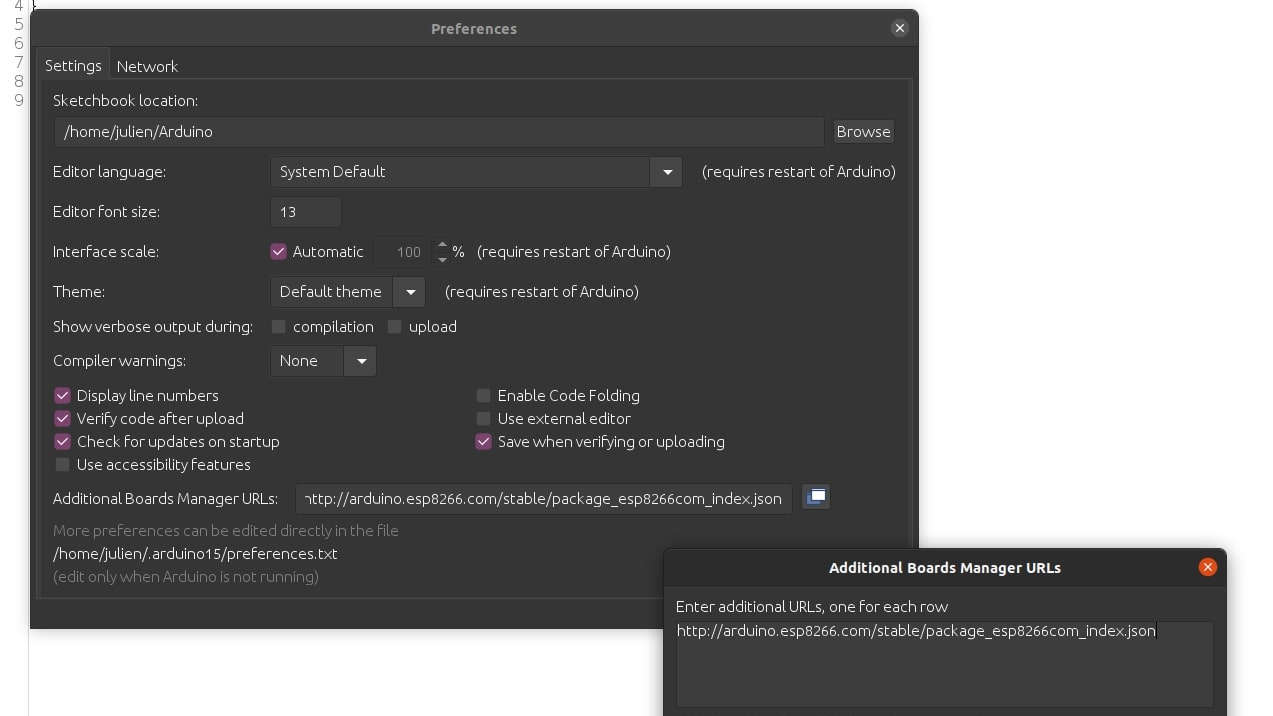 4 }
5
6
7
8
9
Preferences
Settings Network
Sketchbook location:
/home/julien/Arduino Browse
Editor language: System Default (requires restart of Arduino)
Editor font size: 13
Interface scale: Automatic 100 % (requires restart of Arduino)
Theme: Default theme (requires restart of Arduino)
Show verbose output during: compilation upload
Compiler warnings: None
Display line numbers Enable Code Folding
Verify code after upload Use external editor
Check for updates on startup Save when verifying or uploading
Use accessibility features
Additional Boards Manager URLs: http://arduino.esp8266.com/stable/package_esp8266com_index.json
More preferences can be edited directly in the file
/home/julien/.arduino15/preferences.txt
(edit only when Arduino is not running)
Additional Boards Manager URLs
Enter additional URLs, one for each row
http://arduino.esp8266.com/stable/package_esp8266com_index.json